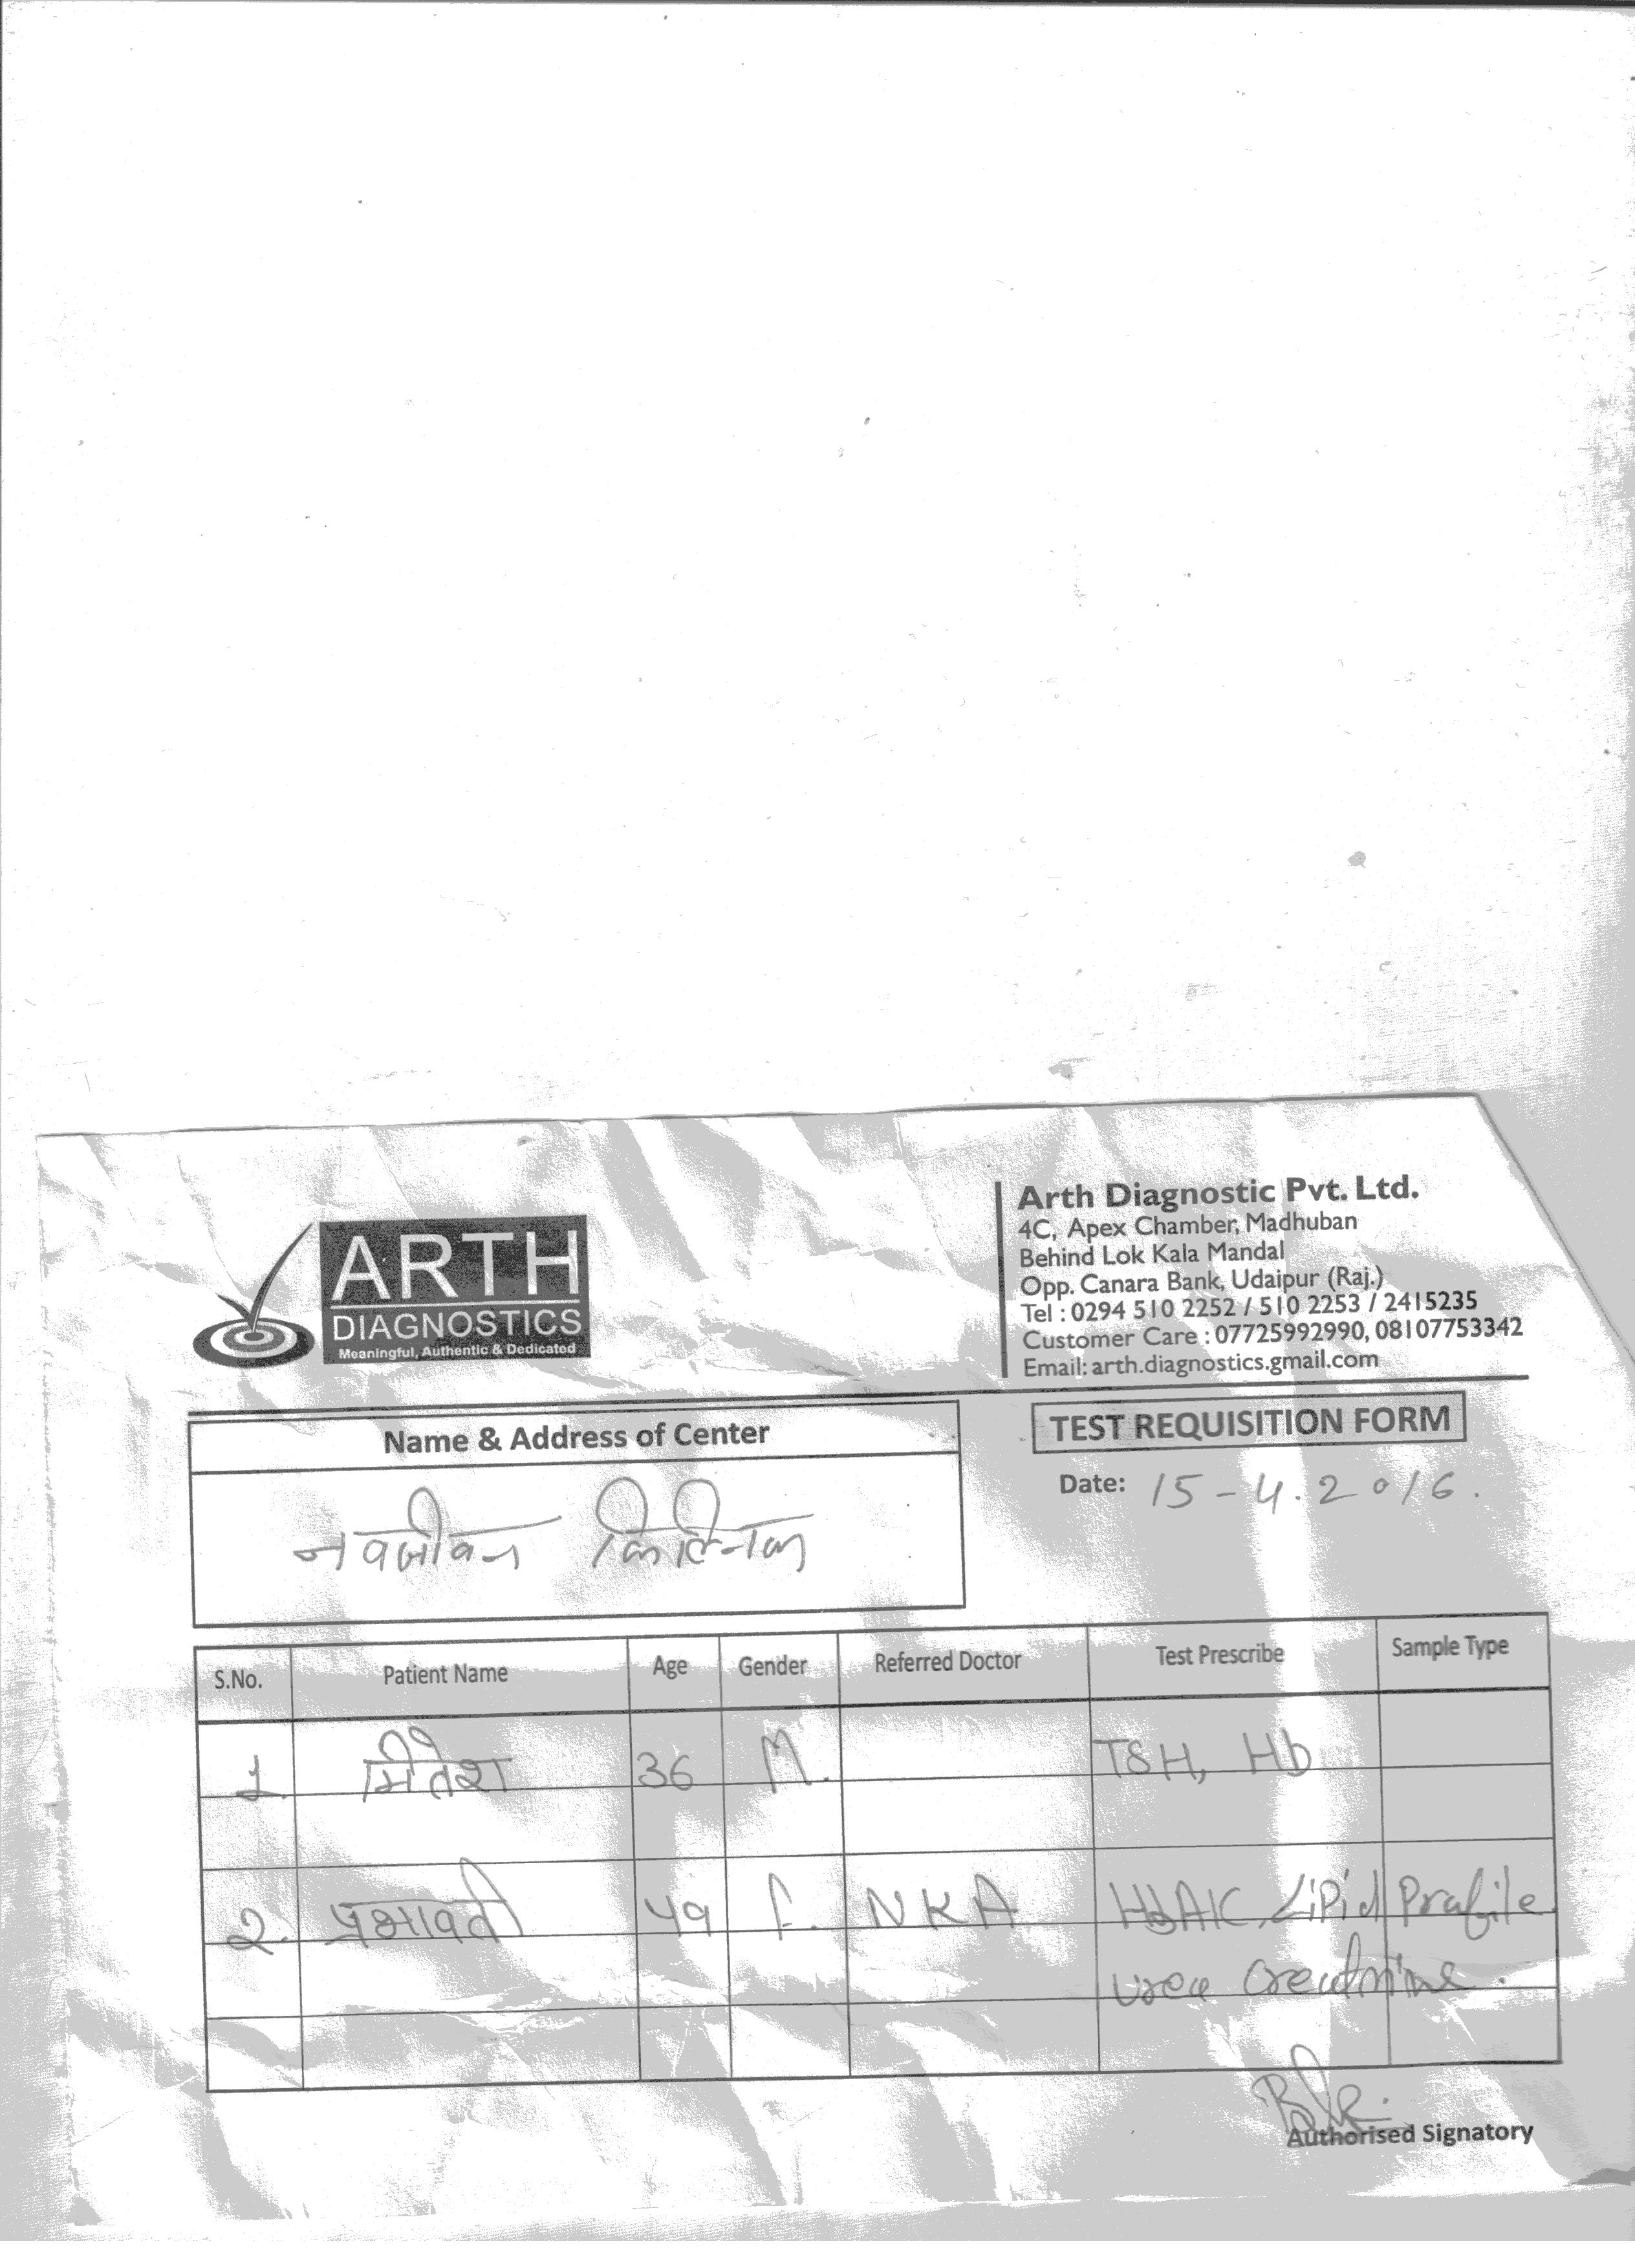 ARTH
DIAGNOSTICS
Meaningful, Authentic & Dedicated
Arth Diagnostic Pvt. Ltd.
4C, Apex Chamber, Madhuban
Behind Lok Kala Mandal
Opp. Canara Bank, Udaipur (Raj.)
Tel : 0294 510 2252 / 510 2253 / 2415235
Customer Care : 07725992990, 08107753342
Email: arth.diagnostics.gmail.com
Name & Address of Center
नवजीवन
TEST REQUISITION FORM
Date: 15-4.2016.
S.No. Patient Name Age Gender Referred Doctor Test Prescribe Sample Type
1. मितेश 36 M. TSH, Hb
2. प्रभावती 49 F. NKA HbA1C, Lipid Profile
Urea Creatnine.
Authorised Signatory